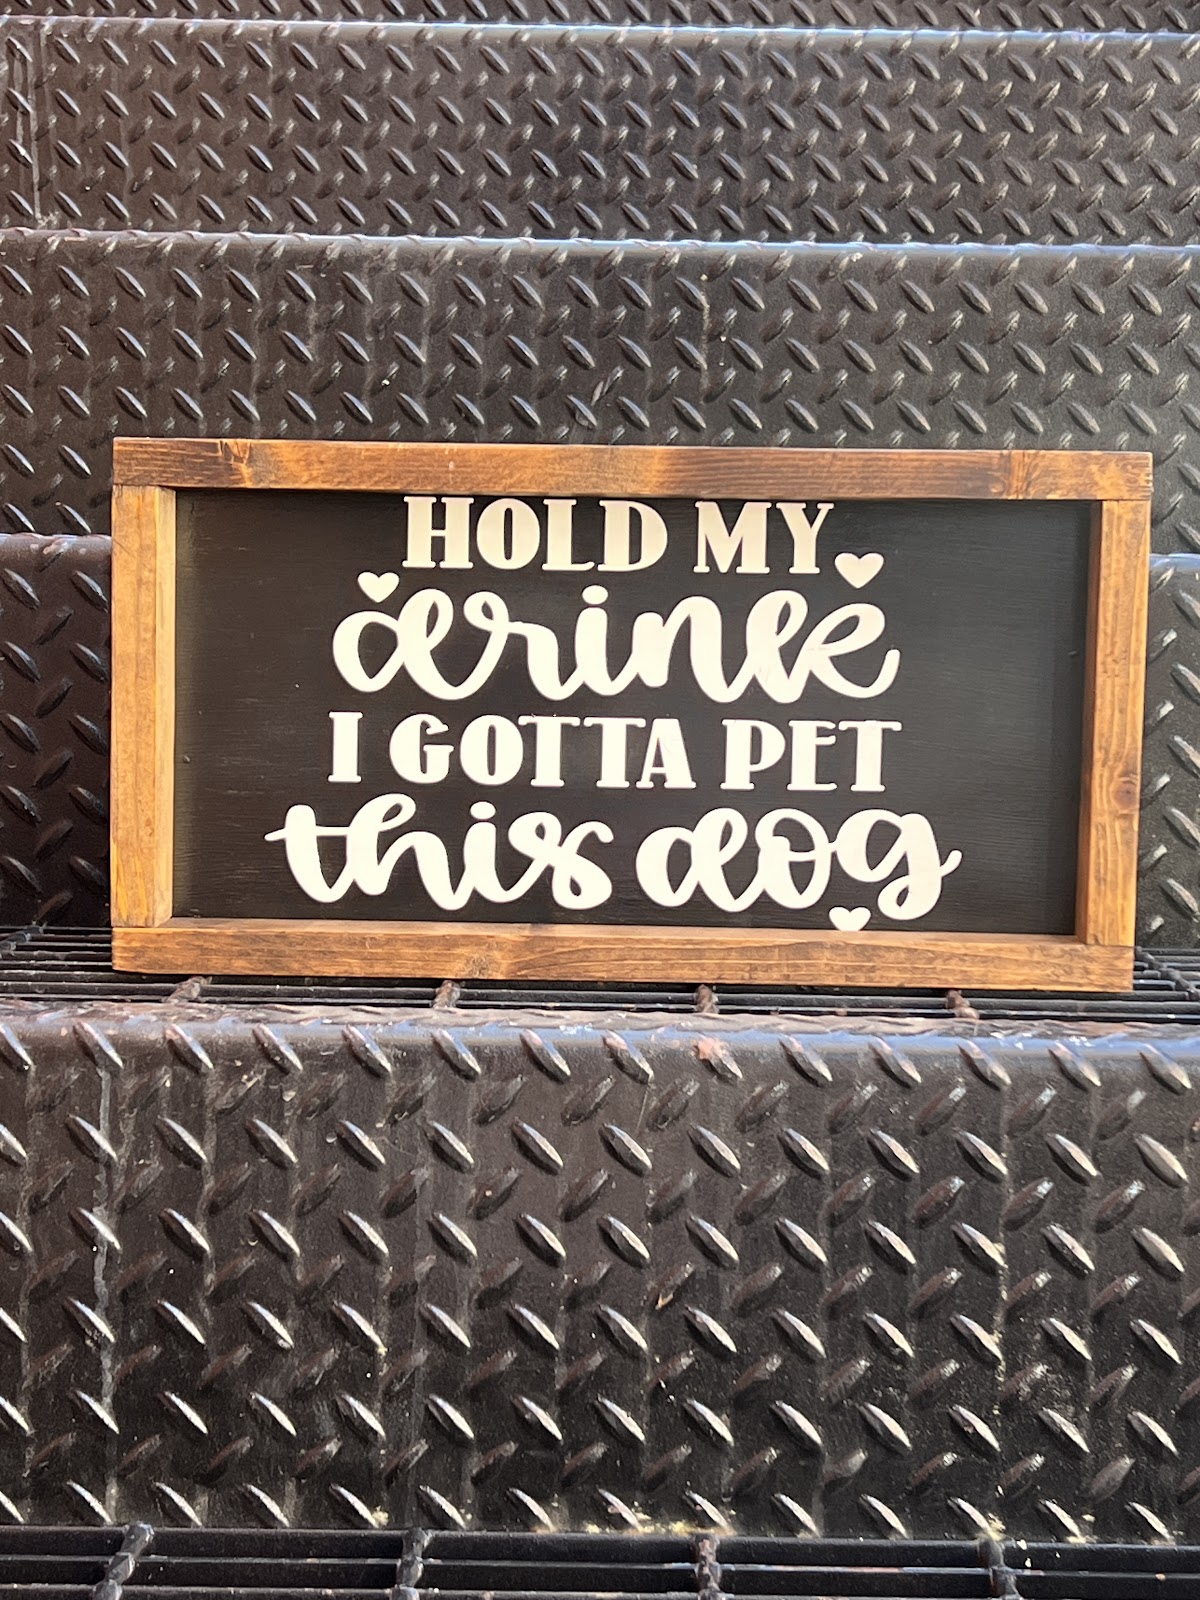 HOLD MY
drink
I GOTTA PET
this dog